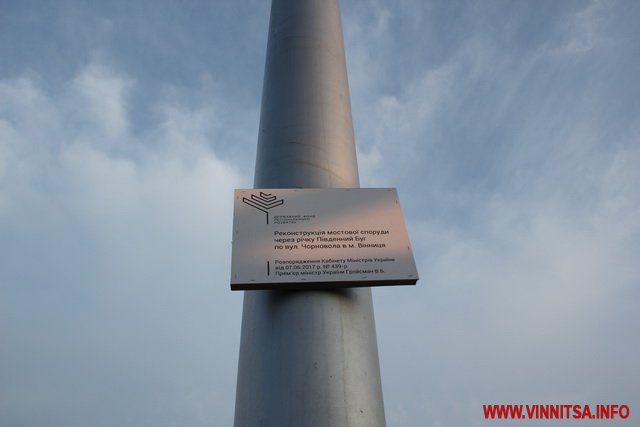 ДЕРЖАВНИЙ ФОНД
РЕГІОНАЛЬНОГО
РОЗВИТКУ
Реконструкція мостової споруди
через річку Південний Буг
по вул. Чорновола в м. Вінниця
Розпорядження Кабінету Міністрів України
від 07.06.2017 р. № 439-р
Прем'єр міністр України Гройсман В.Б.
WWW.VINNITSA.INFO